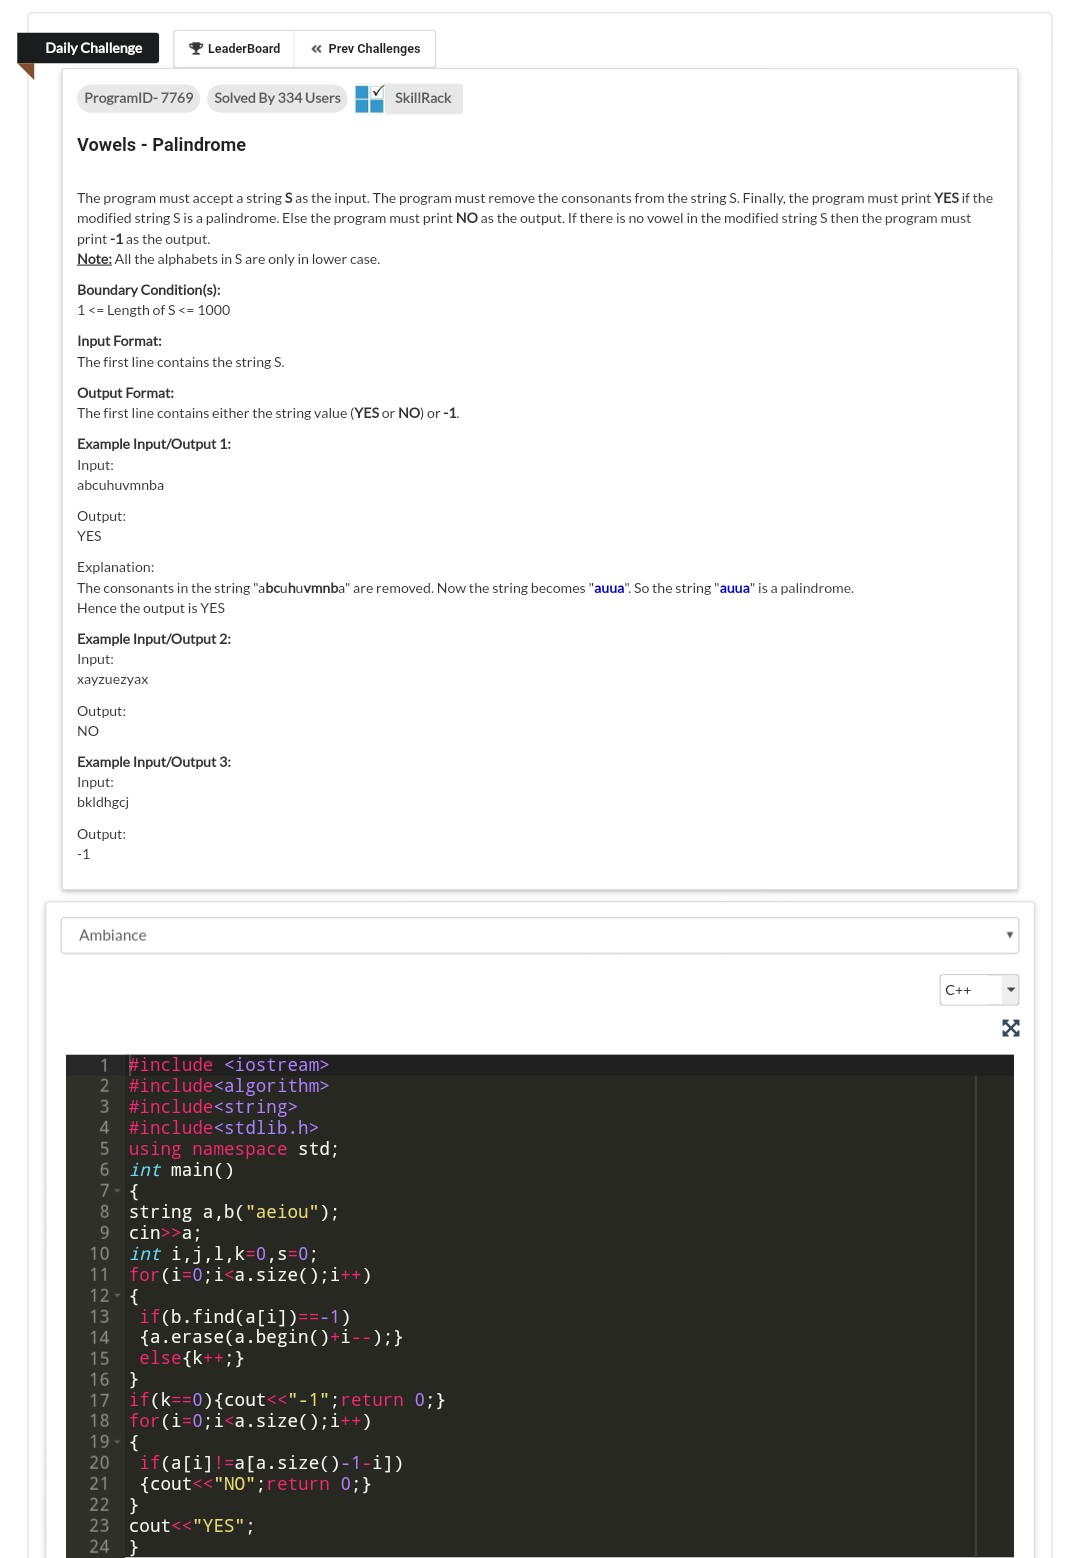 Daily Challenge LeaderBoard Prev Challenges
ProgramID- 7769 Solved By 334 Users SkillRack
Vowels - Palindrome
The program must accept a string S as the input. The program must remove the consonants from the string S. Finally, the program must print YES if the
modified string S is a palindrome. Else the program must print NO as the output. If there is no vowel in the modified string S then the program must
print -1 as the output.
Note: All the alphabets in S are only in lower case.
Boundary Condition(s):
1 <= Length of S <= 1000
Input Format:
The first line contains the string S.
Output Format:
The first line contains either the string value (YES or NO) or -1.
Example Input/Output 1:
Input:
abcuhuvmnba
Output:
YES
Explanation:
The consonants in the string "abcuhuvmnba" are removed. Now the string becomes "auua". So the string "auua" is a palindrome.
Hence the output is YES
Example Input/Output 2:
Input:
xayzuezyax
Output:
NO
Example Input/Output 3:
Input:
bkldhgcj
Output:
-1
Ambiance
C++
1 #include <iostream>
2 #include<algorithm>
3 #include<string>
4 #include<stdlib.h>
5 using namespace std;
6 int main()
7 {
8 string a,b("aeiou");
9 cin>>a;
10 int i,j,l,k=0,s=0;
11 for(i=0;i<a.size();i++)
12 {
13 if(b.find(a[i])==-1)
14 {a.erase(a.begin()+i--);}
15 else{k++;}
16 }
17 if(k==0){cout<<"-1";return 0;}
18 for(i=0;i<a.size();i++)
19 {
20 if(a[i]!=a[a.size()-1-i])
21 {cout<<"NO";return 0;}
22 }
23 cout<<"YES";
24 }